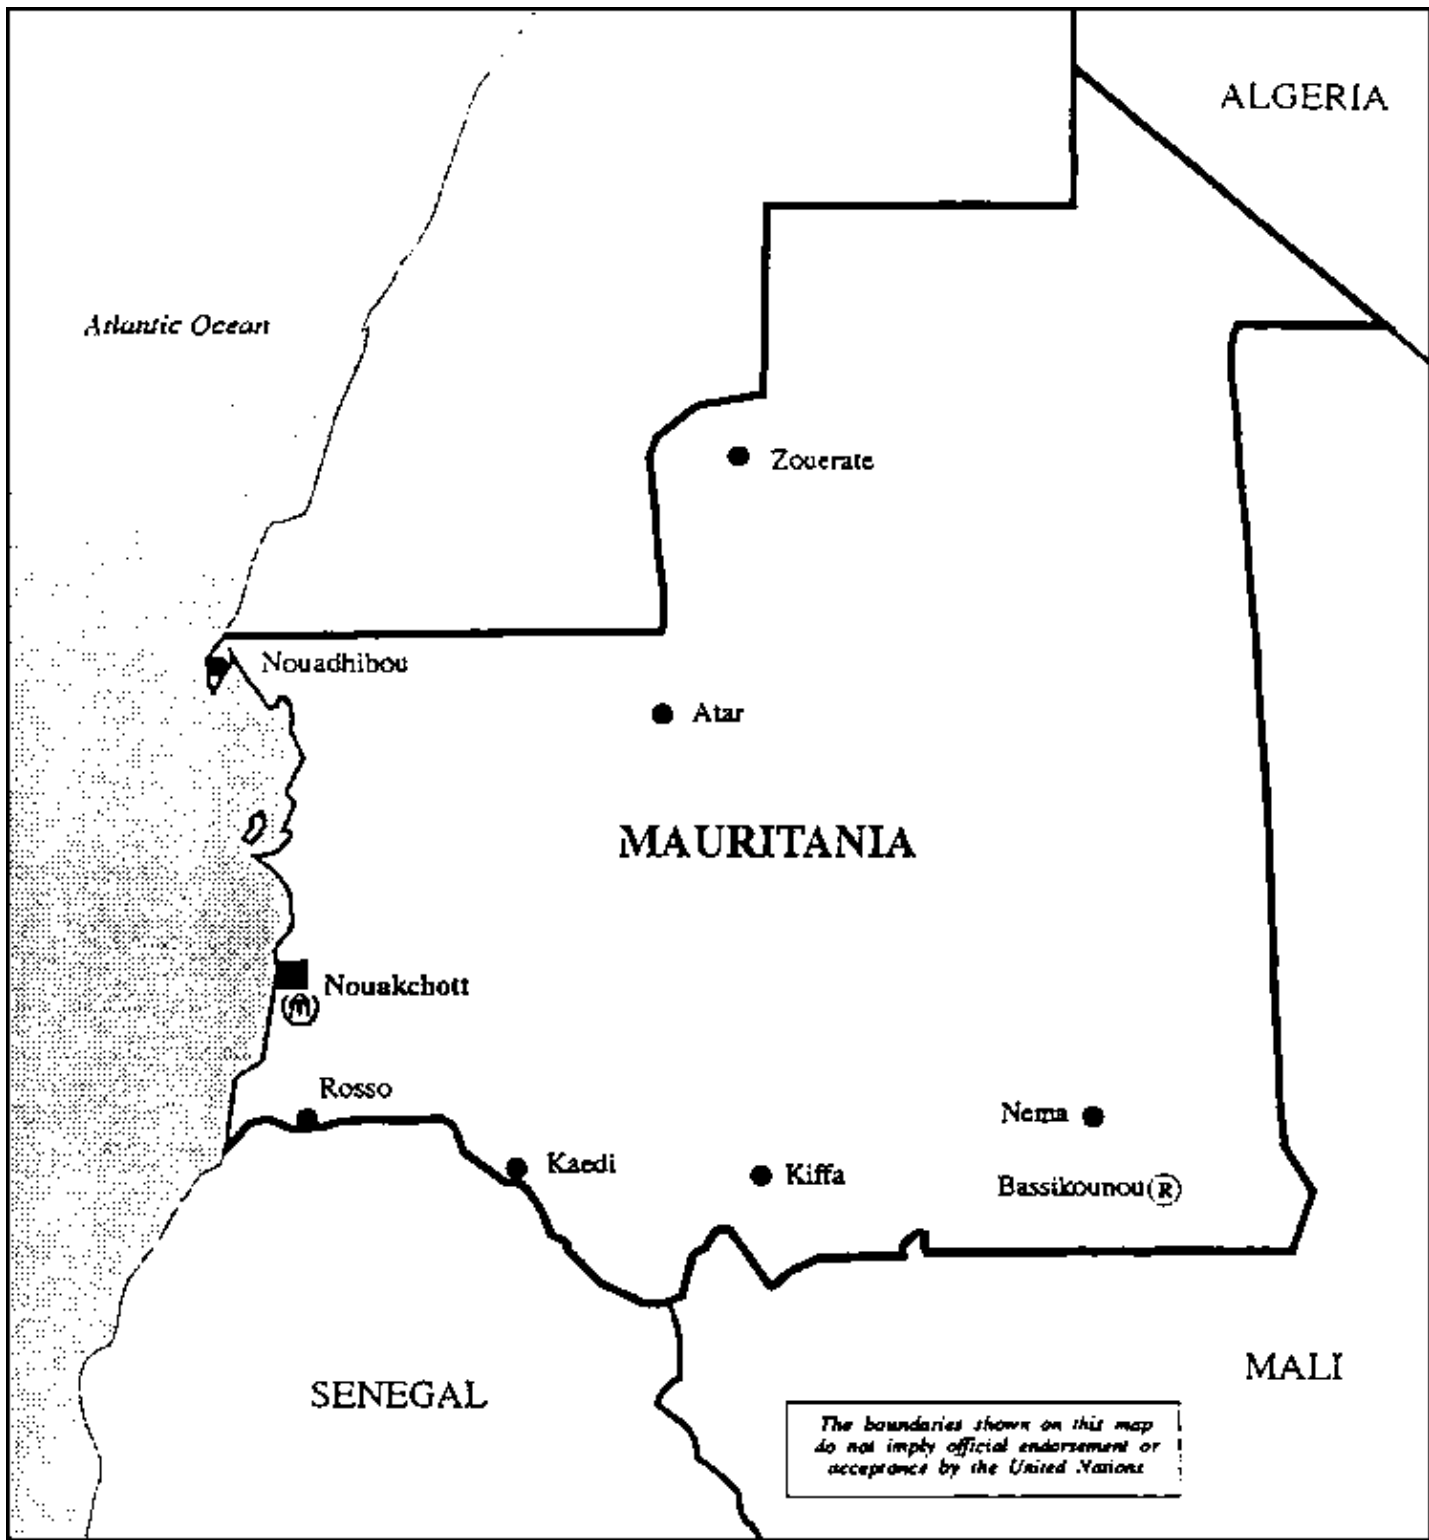 ALGERIA
Atlantic Ocean
Zouerate
Nouadhibou
Atar
MAURITANIA
Nouakchott
Rosso
Nema
Kaedi
Kiffa
Bassikounou R
MALI
SENEGAL
The boundaries shown on this map
do not imply official endorsement or
acceptance by the United Nations